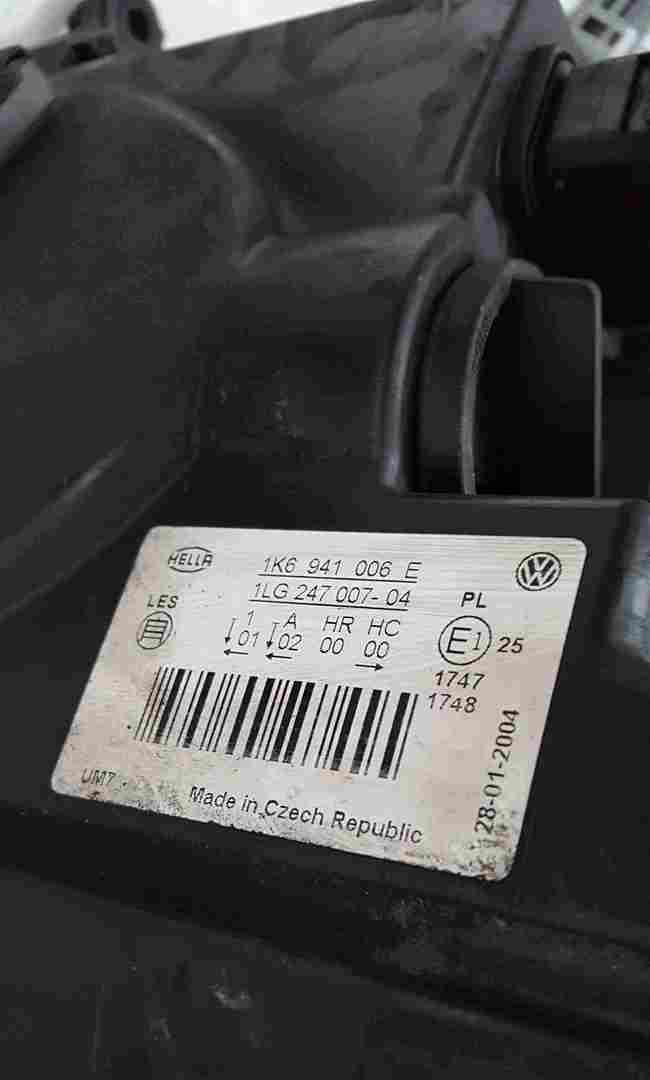 HELLA
1K6 941 006 E
1LG 247 007-04
LES
PL
1 A HR HC
01 02 00 00
E1 25
1747
1748
UM7
Made in Czech Republic
28-01-2004